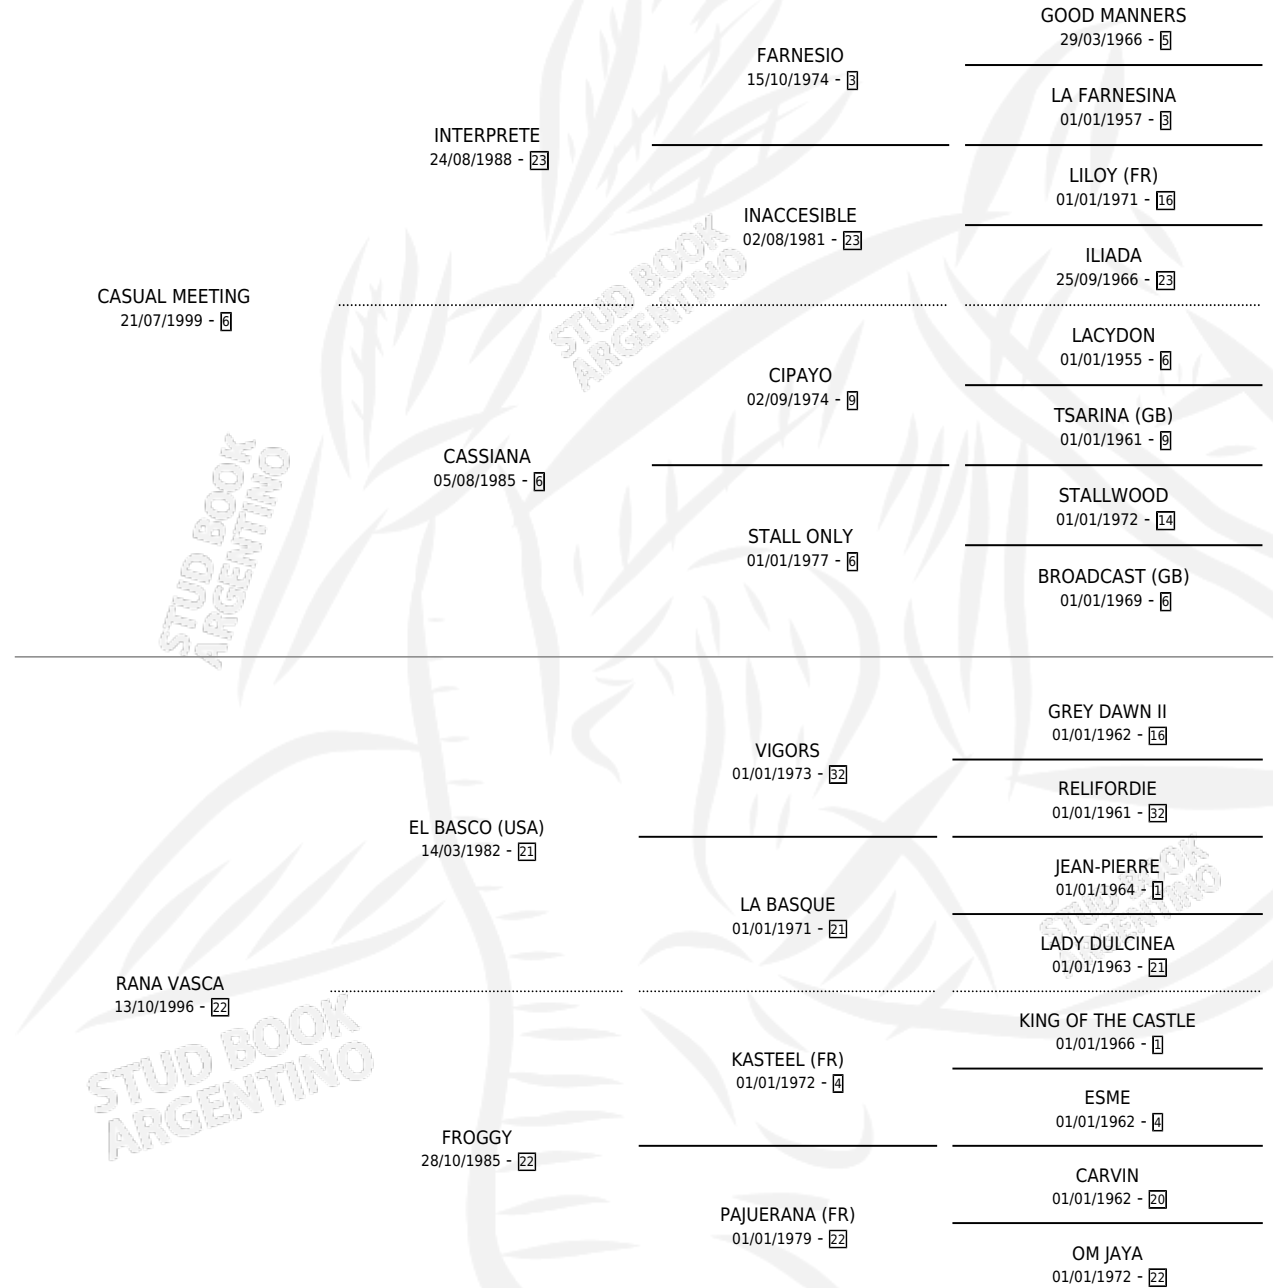 GOOD MANNERS
29/03/1966 - 5
FARNESIO
15/10/1974 - 3
LA FARNESINA
01/01/1957 - 3
INTERPRETE
24/08/1988 - 23
LILOY (FR)
01/01/1971 - 16
INACCESIBLE
02/08/1981 - 23
ILIADA
25/09/1966 - 23
CASUAL MEETING
21/07/1999 - 6
STUD BOOK
ARGENTINO
LACYDON
01/01/1955 - 6
CIPAYO
02/09/1974 - 9
TSARINA (GB)
01/01/1961 - 9
CASSIANA
05/08/1985 - 6
STALLWOOD
01/01/1972 - 14
STALL ONLY
01/01/1977 - 6
BROADCAST (GB)
01/01/1969 - 6
STUD BOOK
ARGENTINO
GREY DAWN II
01/01/1962 - 16
VIGORS
01/01/1973 - 32
RELIFORDIE
01/01/1961 - 32
EL BASCO (USA)
14/03/1982 - 21
JEAN-PIERRE
01/01/1964 - 1
LA BASQUE
01/01/1971 - 21
LADY DULCINEA
01/01/1963 - 21
STUD BOOK
ARGENTINO
RANA VASCA
13/10/1996 - 22
STUD BOOK
ARGENTINO
KING OF THE CASTLE
01/01/1966 - 1
KASTEEL (FR)
01/01/1972 - 4
ESME
01/01/1962 - 4
FROGGY
28/10/1985 - 22
CARVIN
01/01/1962 - 20
PAJUERANA (FR)
01/01/1979 - 22
OM JAYA
01/01/1972 - 22